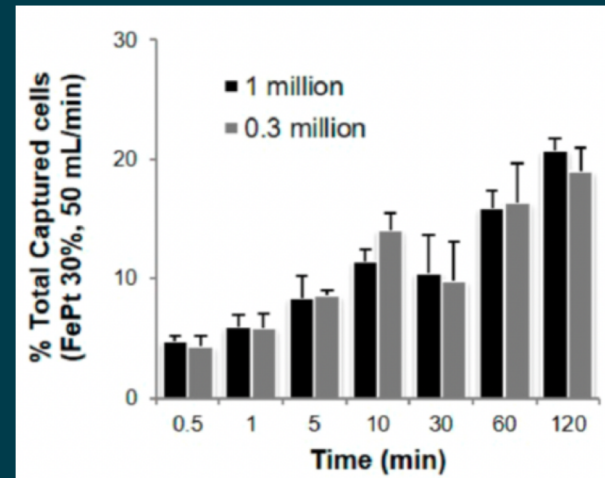 % Total Captured cells
(FePt 30%, 50 mL/min)
30
20
10
0
1 million
0.3 million
0.5 1 5 10 30 60 120
Time (min)